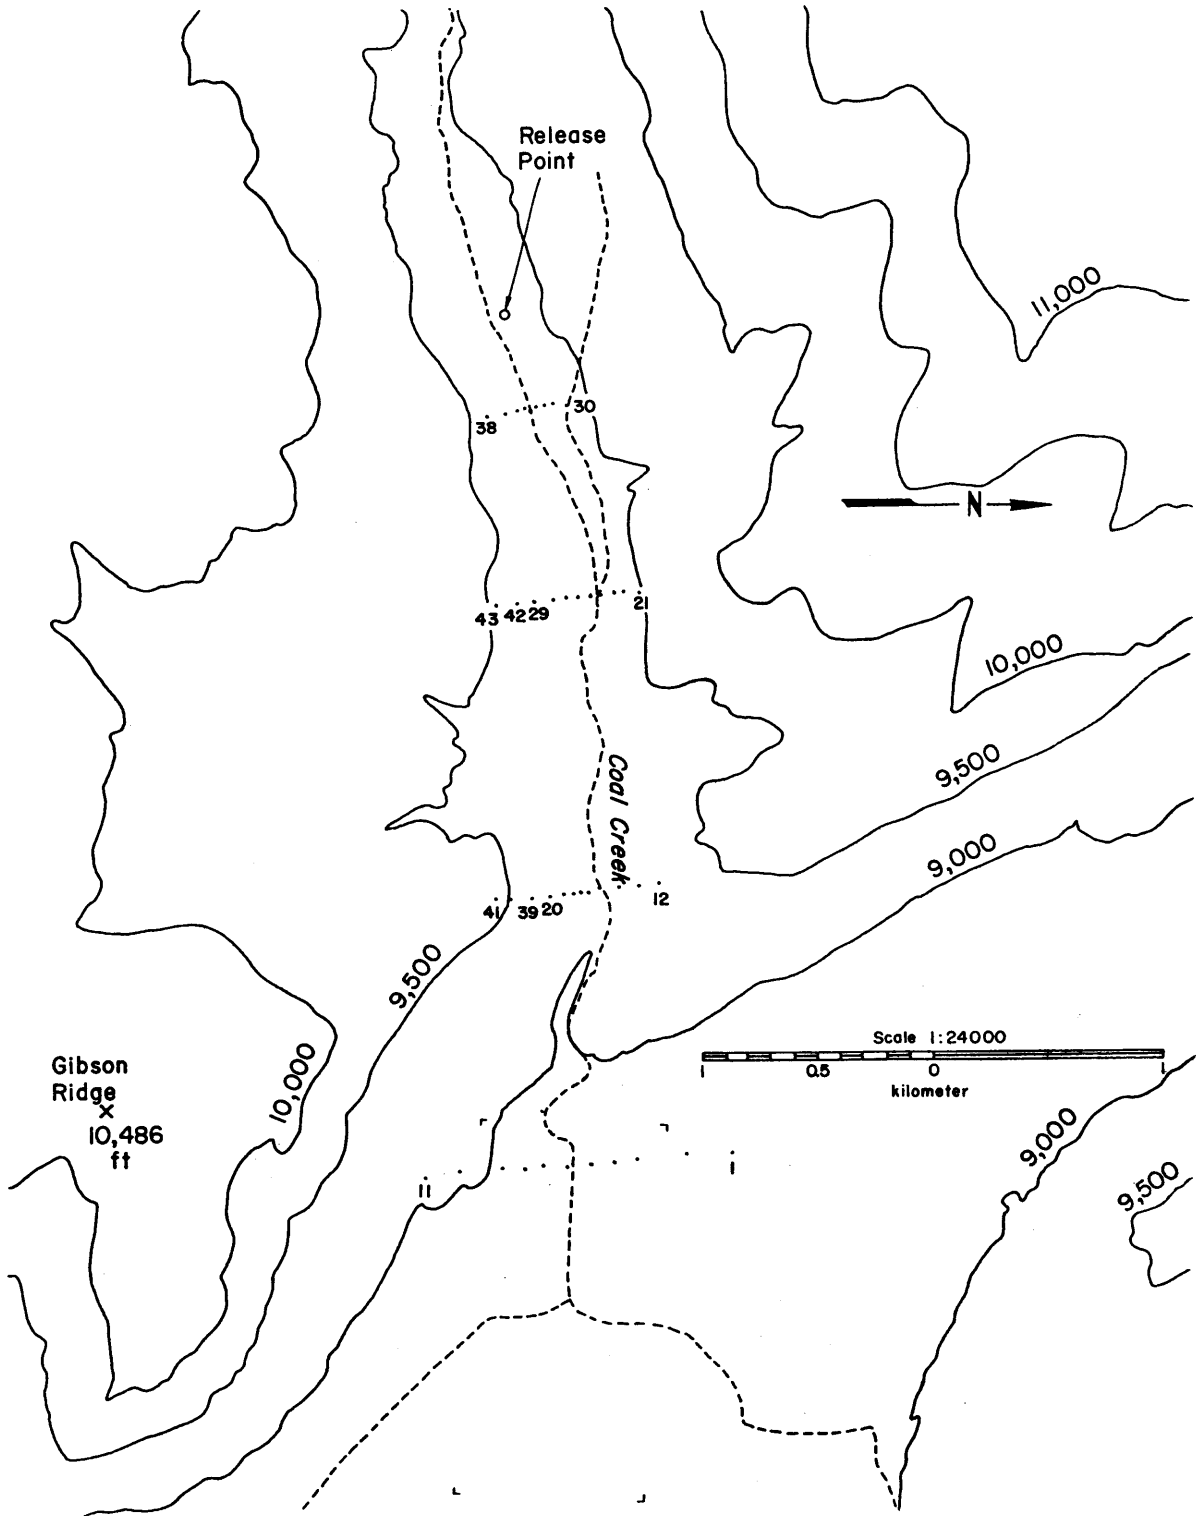 Release
Point
11,000
30
38
N
21
43 42 29
10,000
9,500
Coal Creek
9,000
12
41 39 20
9,500
Scale 1:24000
1 0.5 0 1
kilometer
Gibson
Ridge
×
10,486
ft
10,000
9,000
1
11
9,500